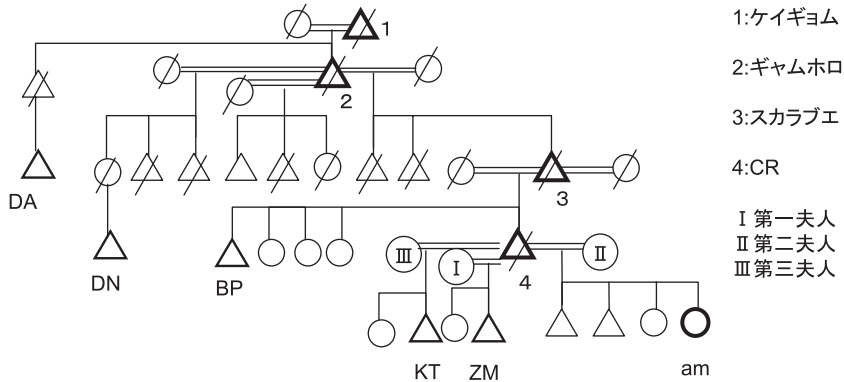 1
1:ケイギョム
2
2:ギャムホロ
3:スカラブエ
DA
3
4:CR
I 第一夫人
II 第二夫人
III 第三夫人
DN
BP
III
I
II
4
KT
ZM
am